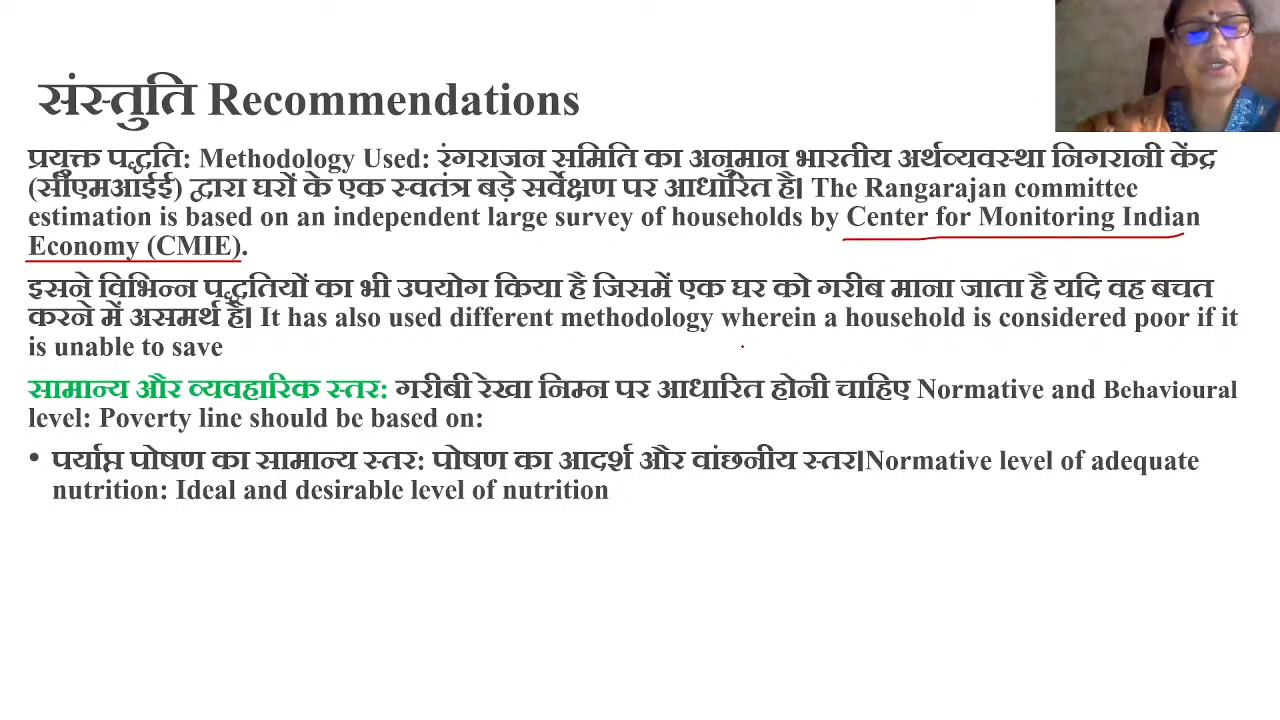 संस्तुति Recommendations
प्रयुक्त पद्धति: Methodology Used: रंगराजन समिति का अनुमान भारतीय अर्थव्यवस्था निगरानी केंद्र
(सीएमआईई) द्वारा घरों के एक स्वतंत्र बड़े सर्वेक्षण पर आधारित है। The Rangarajan committee
estimation is based on an independent large survey of households by Center for Monitoring Indian
Economy (CMIE).
इसने विभिन्न पद्धतियों का भी उपयोग किया है जिसमें एक घर को गरीब माना जाता है यदि वह बचत
करने में असमर्थ है। It has also used different methodology wherein a household is considered poor if it
is unable to save
सामान्य और व्यवहारिक स्तर: गरीबी रेखा निम्न पर आधारित होनी चाहिए Normative and Behavioural
level: Poverty line should be based on:
• पर्याप्त पोषण का सामान्य स्तर: पोषण का आदर्श और वांछनीय स्तर।Normative level of adequate
nutrition: Ideal and desirable level of nutrition